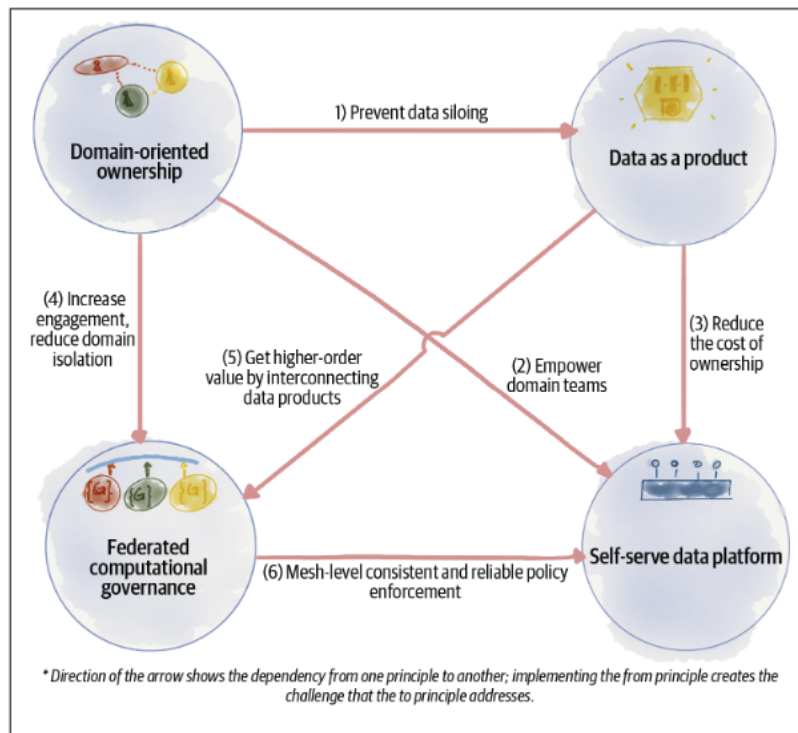 1) Prevent data siloing
Domain-oriented
ownership
Data as a product
(4) Increase
engagement,
reduce domain
isolation
(5) Get higher-order
value by interconnecting
data products
(2) Empower
domain teams
(3) Reduce
the cost of
ownership
{G} {G} {G}
Federated
computational
governance
Self-serve data platform
(6) Mesh-level consistent and reliable policy
enforcement
* Direction of the arrow shows the dependency from one principle to another; implementing the from principle creates the
challenge that the to principle addresses.